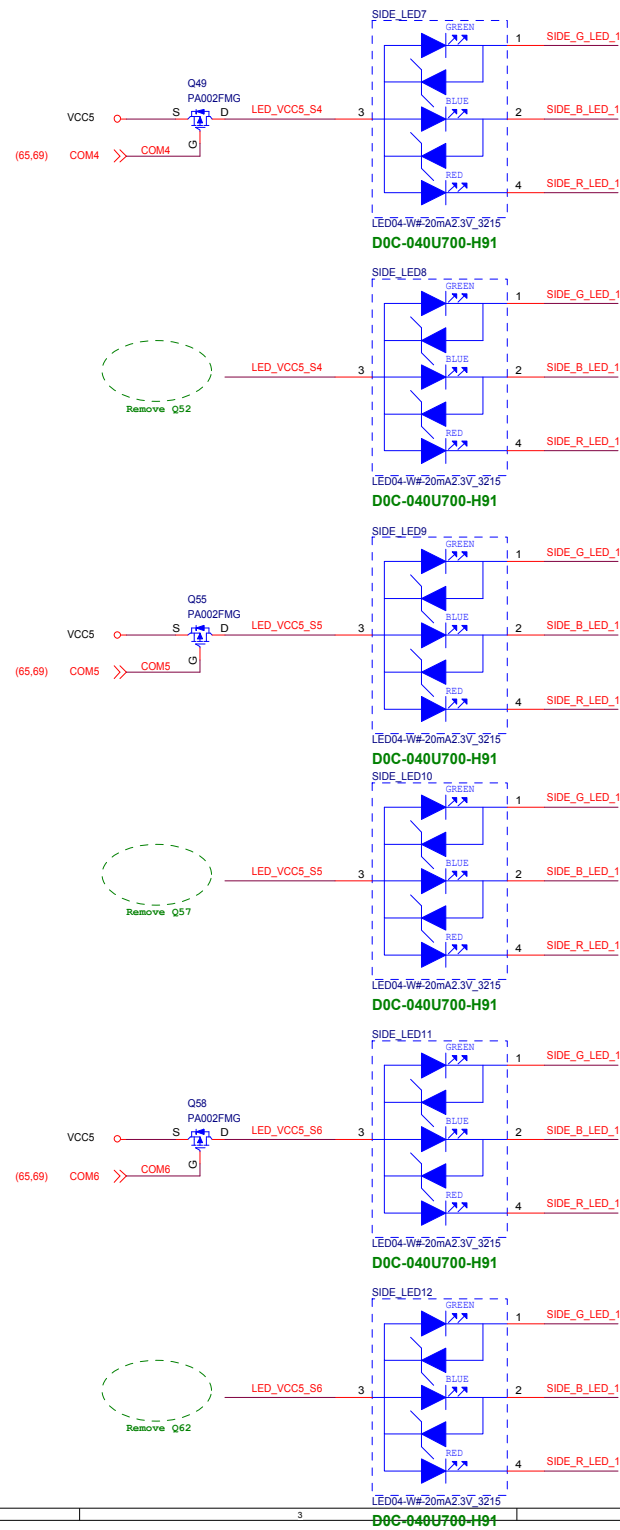 SIDE_LED7
GREEN
1 SIDE_G_LED_1
Q49
PA002FMG
VCC5 S D LED_VCC5_S4 3 BLUE 2 SIDE_B_LED_1
G
(65,69) COM4 COM4
RED
4 SIDE_R_LED_1
LED04-W#-20mA2.3V_3215
D0C-040U700-H91
SIDE_LED8
GREEN
1 SIDE_G_LED_1
LED_VCC5_S4 3 BLUE 2 SIDE_B_LED_1
Remove Q52
RED
4 SIDE_R_LED_1
LED04-W#-20mA2.3V_3215
D0C-040U700-H91
SIDE_LED9
GREEN
1 SIDE_G_LED_1
Q55
PA002FMG
VCC5 S D LED_VCC5_S5 3 BLUE 2 SIDE_B_LED_1
G
(65,69) COM5 COM5
RED
4 SIDE_R_LED_1
LED04-W#-20mA2.3V_3215
D0C-040U700-H91
SIDE_LED10
GREEN
1 SIDE_G_LED_1
LED_VCC5_S5 3 BLUE 2 SIDE_B_LED_1
Remove Q57
RED
4 SIDE_R_LED_1
LED04-W#-20mA2.3V_3215
D0C-040U700-H91
SIDE_LED11
GREEN
1 SIDE_G_LED_1
Q58
PA002FMG
VCC5 S D LED_VCC5_S6 3 BLUE 2 SIDE_B_LED_1
G
(65,69) COM6 COM6
RED
4 SIDE_R_LED_1
LED04-W#-20mA2.3V_3215
D0C-040U700-H91
SIDE_LED12
GREEN
1 SIDE_G_LED_1
LED_VCC5_S6 3 BLUE 2 SIDE_B_LED_1
Remove Q62
RED
4 SIDE_R_LED_1
LED04-W#-20mA2.3V_3215
3
D0C-040U700-H91